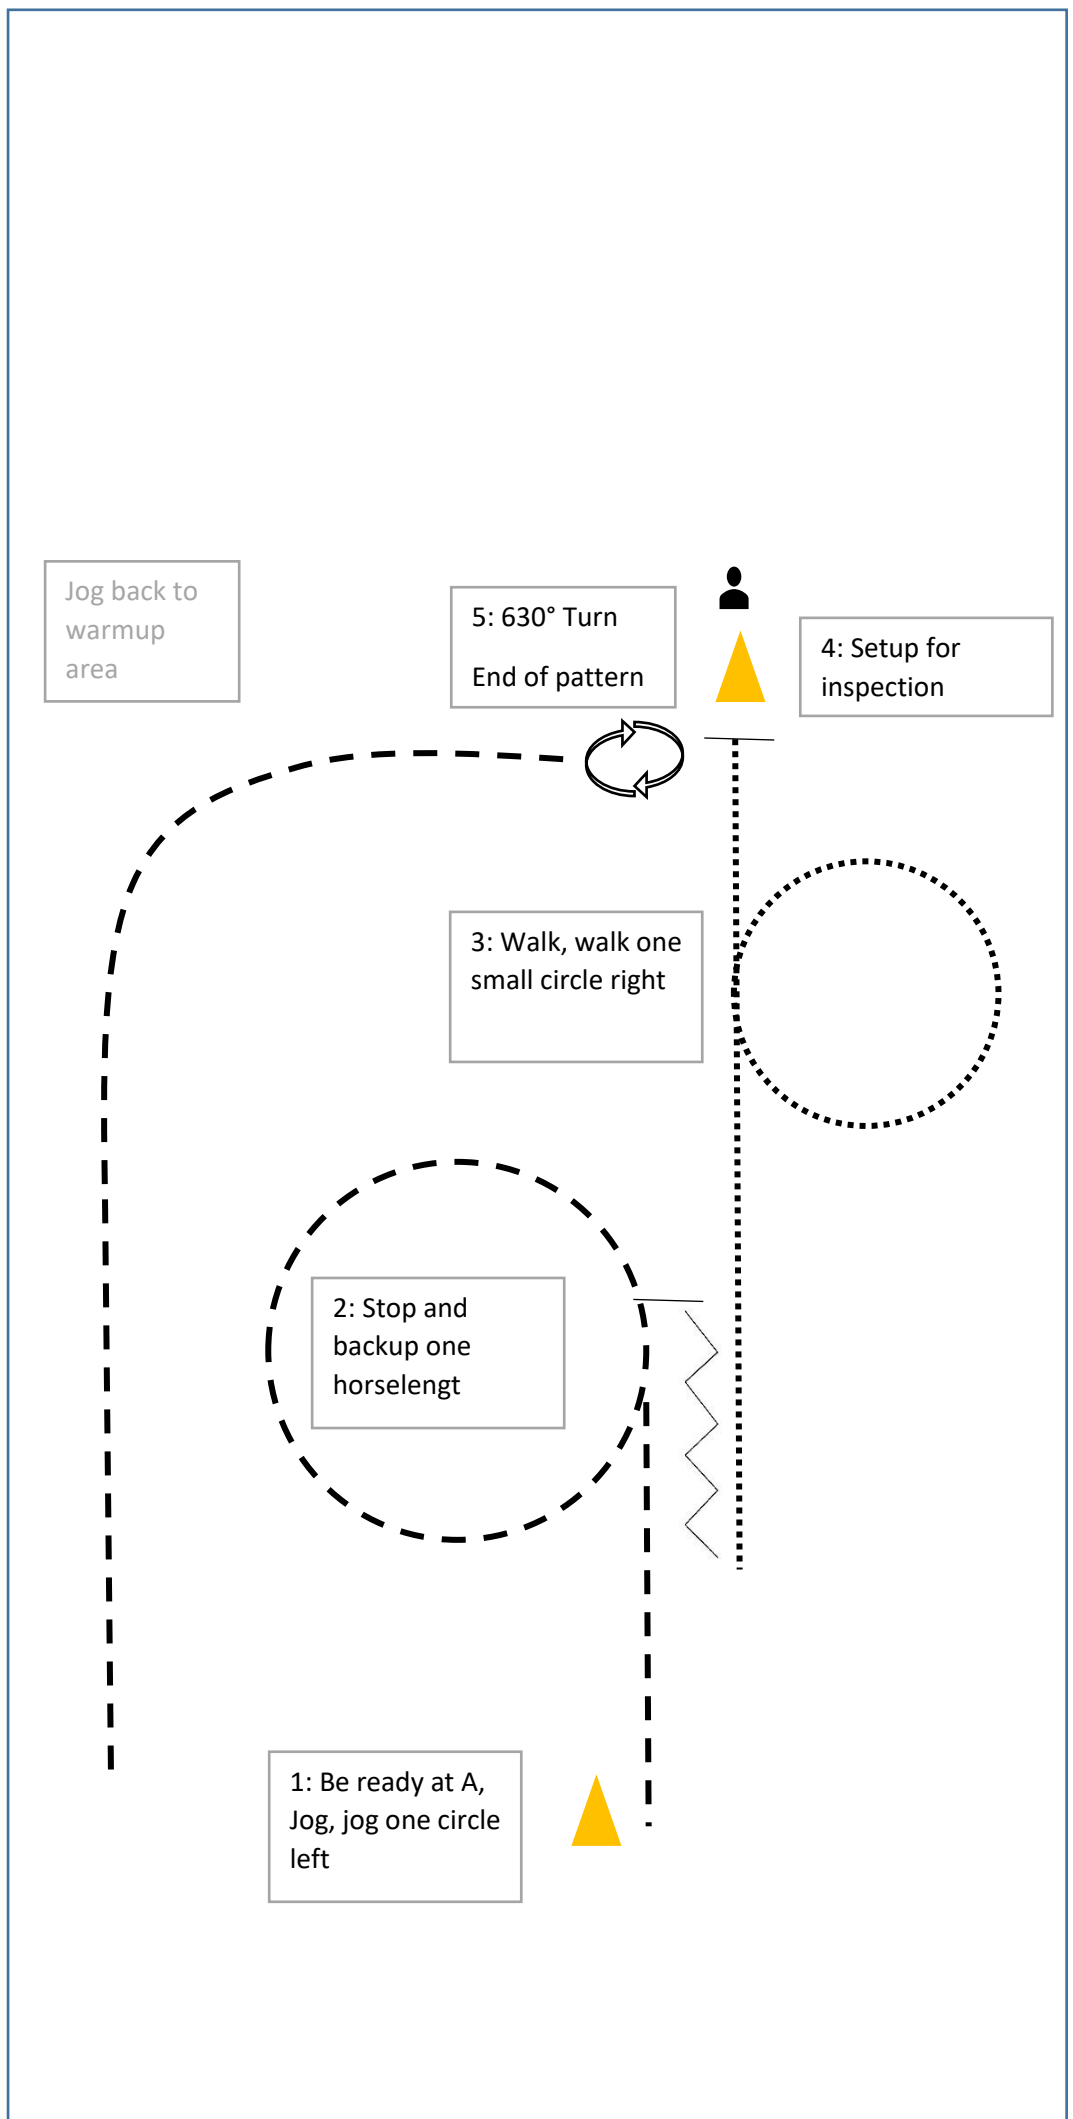 Jog back to
warmup
area
5: 630° Turn
End of pattern
4: Setup for
inspection
3: Walk, walk one
small circle right
2: Stop and
backup one
horselengt
1: Be ready at A,
Jog, jog one circle
left